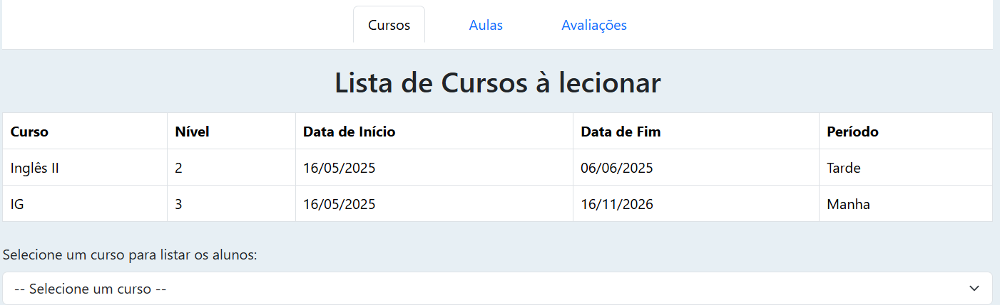 Cursos Aulas Avaliações
Lista de Cursos à lecionar
Curso Nível Data de Início Data de Fim Período
Inglês II 2 16/05/2025 06/06/2025 Tarde
IG 3 16/05/2025 16/11/2026 Manha
Selecione um curso para listar os alunos:
-- Selecione um curso --